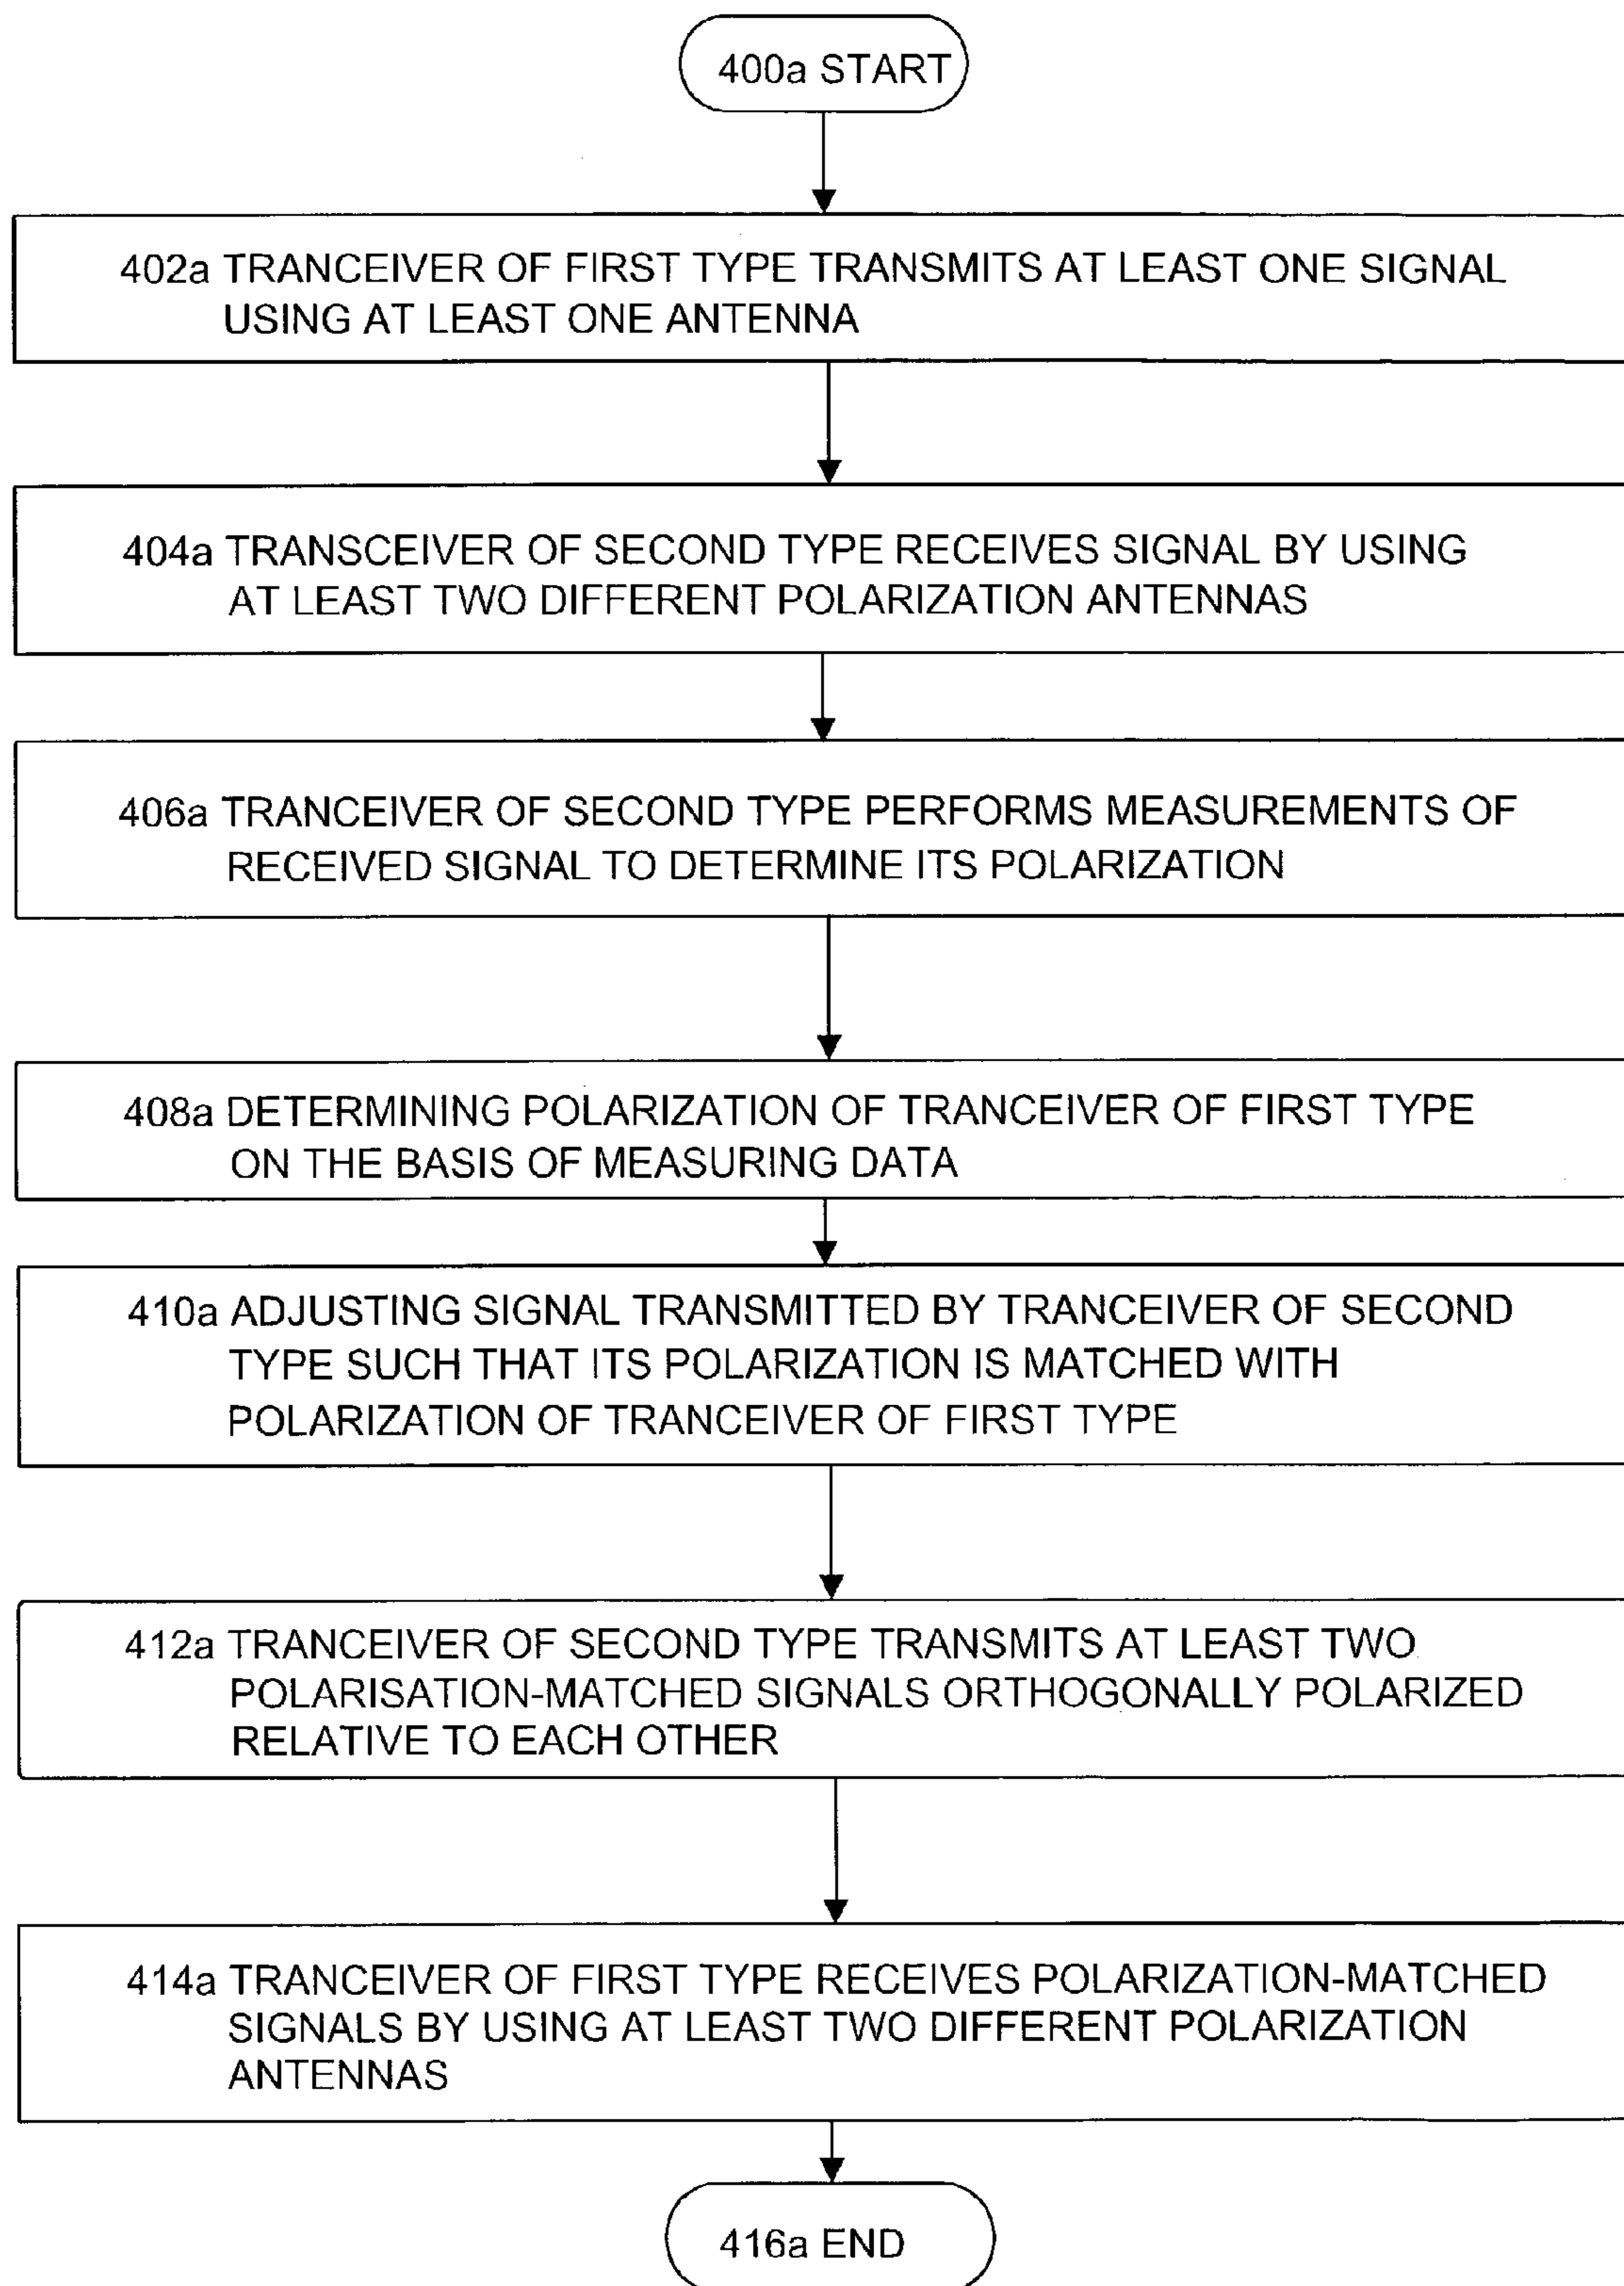 400a START
402a TRANCEIVER OF FIRST TYPE TRANSMITS AT LEAST ONE SIGNAL
USING AT LEAST ONE ANTENNA
404a TRANSCEIVER OF SECOND TYPE RECEIVES SIGNAL BY USING
AT LEAST TWO DIFFERENT POLARIZATION ANTENNAS
406a TRANCEIVER OF SECOND TYPE PERFORMS MEASUREMENTS OF
RECEIVED SIGNAL TO DETERMINE ITS POLARIZATION
408a DETERMINING POLARIZATION OF TRANCEIVER OF FIRST TYPE
ON THE BASIS OF MEASURING DATA
410a ADJUSTING SIGNAL TRANSMITTED BY TRANCEIVER OF SECOND
TYPE SUCH THAT ITS POLARIZATION IS MATCHED WITH
POLARIZATION OF TRANCEIVER OF FIRST TYPE
412a TRANCEIVER OF SECOND TYPE TRANSMITS AT LEAST TWO
POLARISATION-MATCHED SIGNALS ORTHOGONALLY POLARIZED
RELATIVE TO EACH OTHER
414a TRANCEIVER OF FIRST TYPE RECEIVES POLARIZATION-MATCHED
SIGNALS BY USING AT LEAST TWO DIFFERENT POLARIZATION
ANTENNAS
416a END